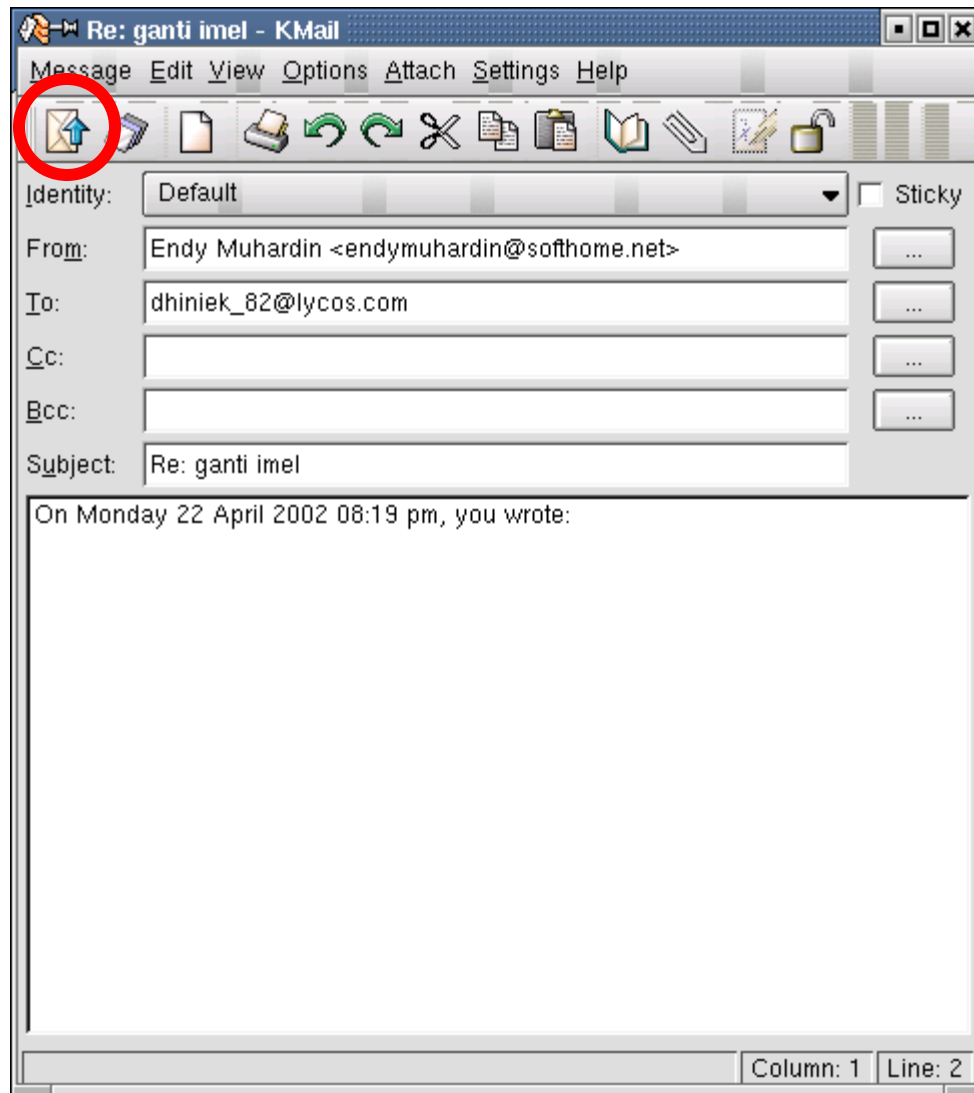 Re: ganti imel - KMail
Message Edit View Options Attach Settings Help
Identity: Default Sticky
From: Endy Muhardin <endymuhardin@softhome.net> ...
To: dhiniek_82@lycos.com ...
Cc: ...
Bcc: ...
Subject: Re: ganti imel
On Monday 22 April 2002 08:19 pm, you wrote:
Column: 1 Line: 2